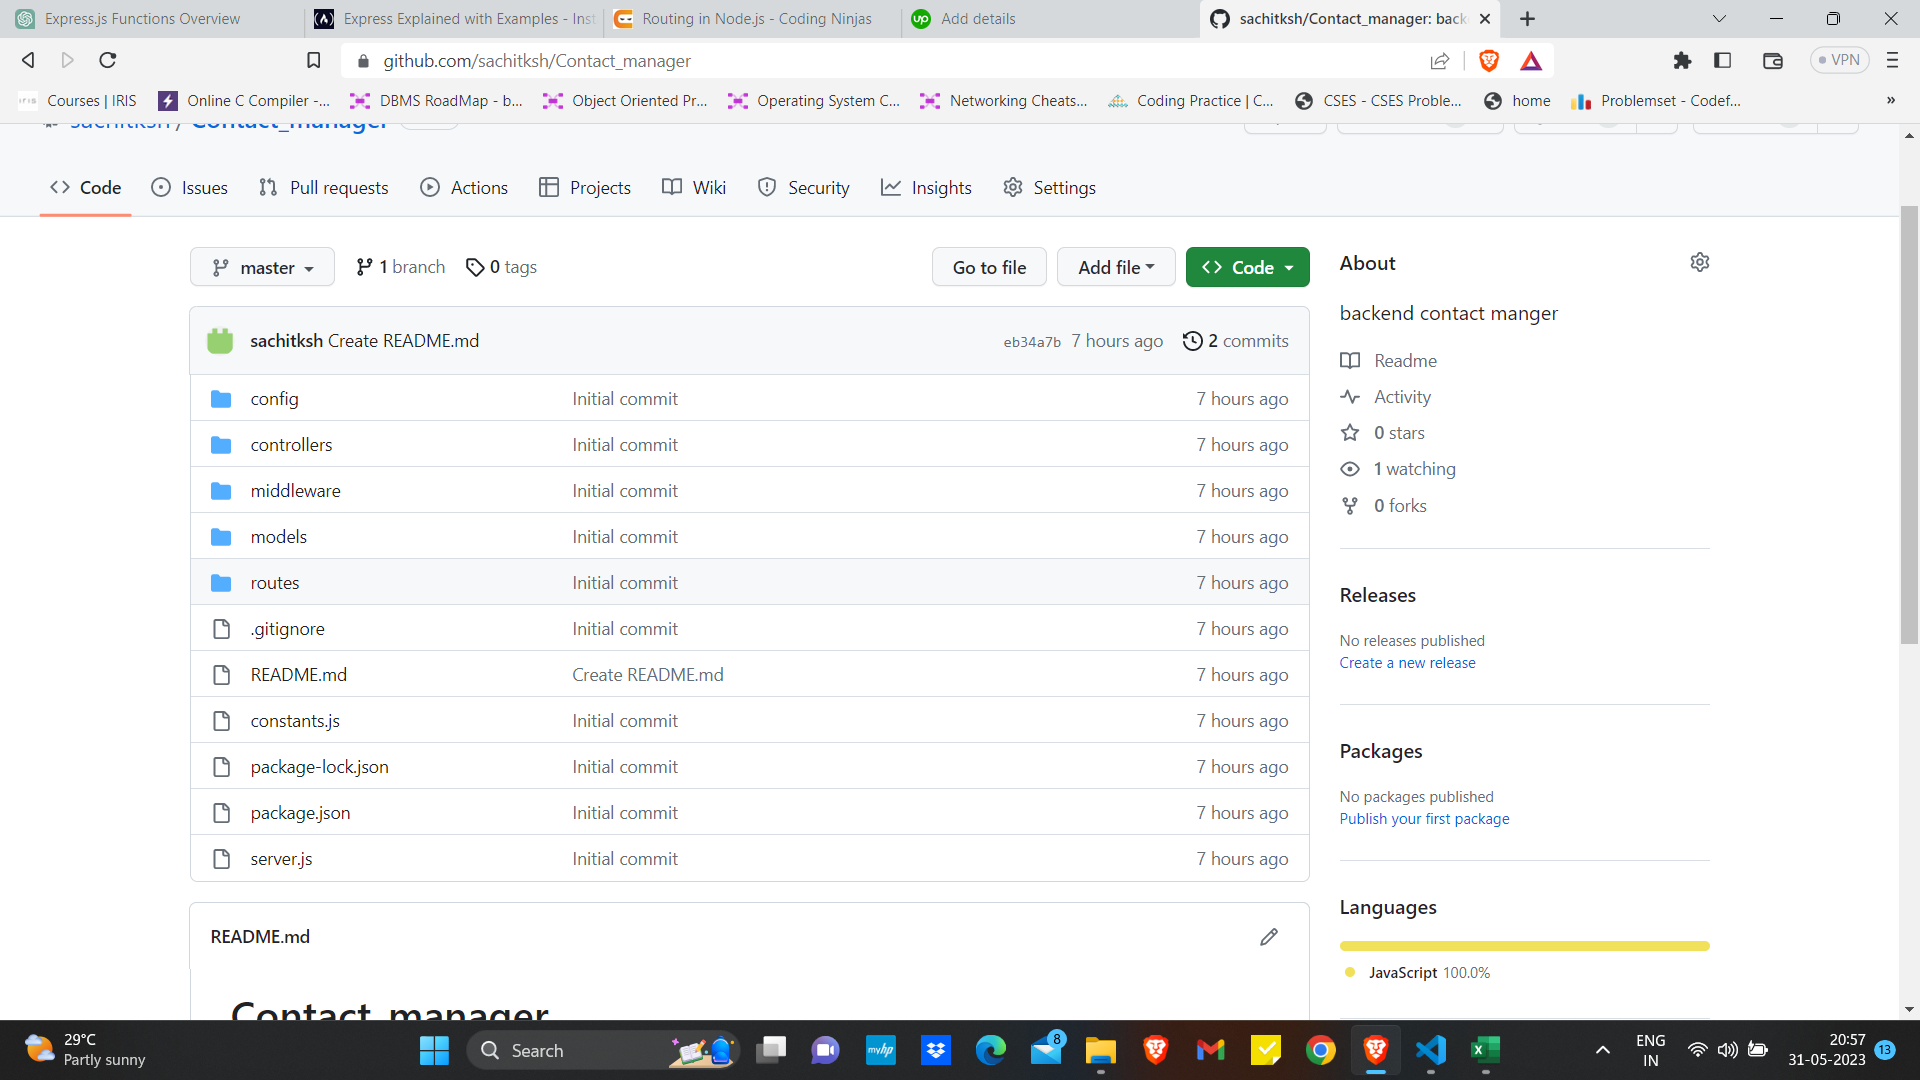 Express.js Functions Overview
Express Explained with Examples - Inst
Routing in Node.js - Coding Ninjas
Add details
sachitksh/Contact_manager: back
github.com/sachitksh/Contact_manager
VPN
Courses | IRIS
Online C Compiler -...
DBMS RoadMap - b...
Object Oriented Pr...
Operating System C...
Networking Cheats...
Coding Practice | C...
CSES - CSES Proble...
home
Problemset - Codef...
sachitksh / Contact_manager
Code
Issues
Pull requests
Actions
Projects
Wiki
Security
Insights
Settings
master
1 branch
0 tags
Go to file
Add file
Code
sachitksh Create README.md
eb34a7b 7 hours ago
2 commits
config Initial commit 7 hours ago
controllers Initial commit 7 hours ago
middleware Initial commit 7 hours ago
models Initial commit 7 hours ago
routes Initial commit 7 hours ago
.gitignore Initial commit 7 hours ago
README.md Create README.md 7 hours ago
constants.js Initial commit 7 hours ago
package-lock.json Initial commit 7 hours ago
package.json Initial commit 7 hours ago
server.js Initial commit 7 hours ago
README.md
Contact_manager
About
backend contact manger
Readme
Activity
0 stars
1 watching
0 forks
Releases
No releases published
Create a new release
Packages
No packages published
Publish your first package
Languages
JavaScript 100.0%
29°C
Partly sunny
Search
myhp
8
ENG
IN
20:57
31-05-2023
13